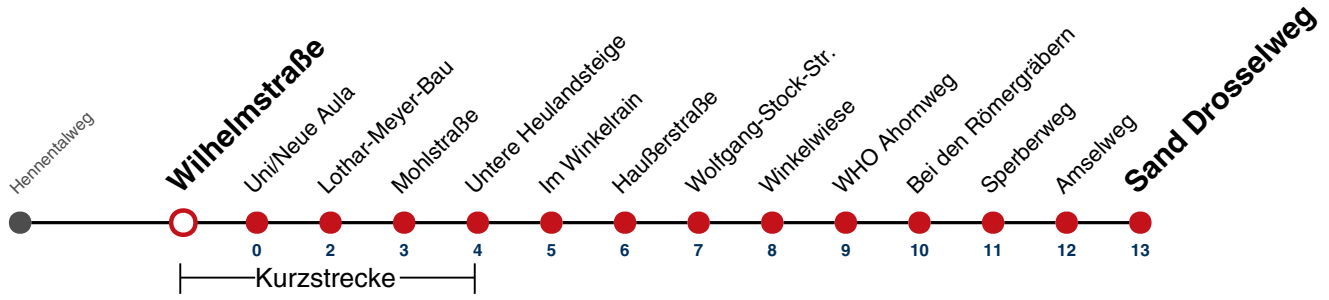 Hennentalweg
Wilhelmstraße
Uni/Neue Aula
Lothar-Meyer-Bau
Mohlstraße
Untere Heulandsteige
Im Winkelrain
Haußerstraße
Wolfgang-Stock-Str.
Winkelwiese
WHO Ahornweg
Bei den Römergräbern
Sperberweg
Amselweg
Sand Drosselweg
0 2 3 4 5 6 7 8 9 10 11 12 13
Kurzstrecke